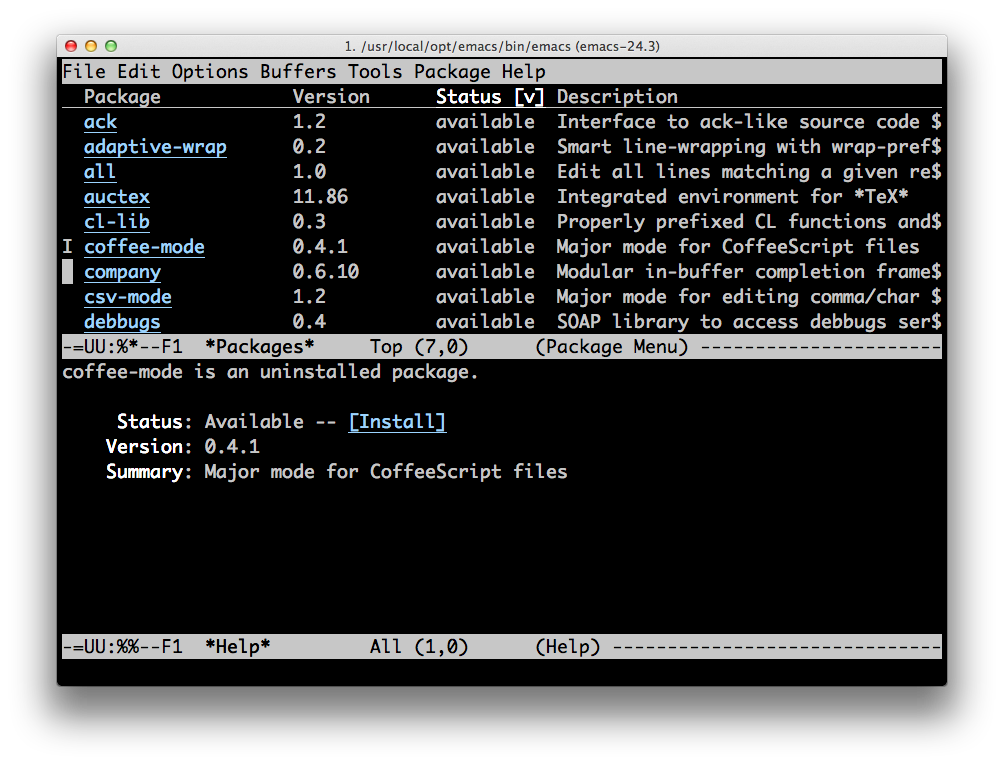 1. /usr/local/opt/emacs/bin/emacs (emacs-24.3)
File Edit Options Buffers Tools Package Help
Package Version Status [v] Description
ack 1.2 available Interface to ack-like source code $
adaptive-wrap 0.2 available Smart line-wrapping with wrap-pref$
all 1.0 available Edit all lines matching a given re$
auctex 11.86 available Integrated environment for *TeX*
cl-lib 0.3 available Properly prefixed CL functions and$
I coffee-mode 0.4.1 available Major mode for CoffeeScript files
company 0.6.10 available Modular in-buffer completion frame$
csv-mode 1.2 available Major mode for editing comma/char $
debbugs 0.4 available SOAP library to access debbugs ser$
-=UU:%*--F1 *Packages* Top (7,0) (Package Menu) ----------------------
coffee-mode is an uninstalled package.
Status: Available -- [Install]
Version: 0.4.1
Summary: Major mode for CoffeeScript files
-=UU:%%--F1 *Help* All (1,0) (Help) ------------------------------